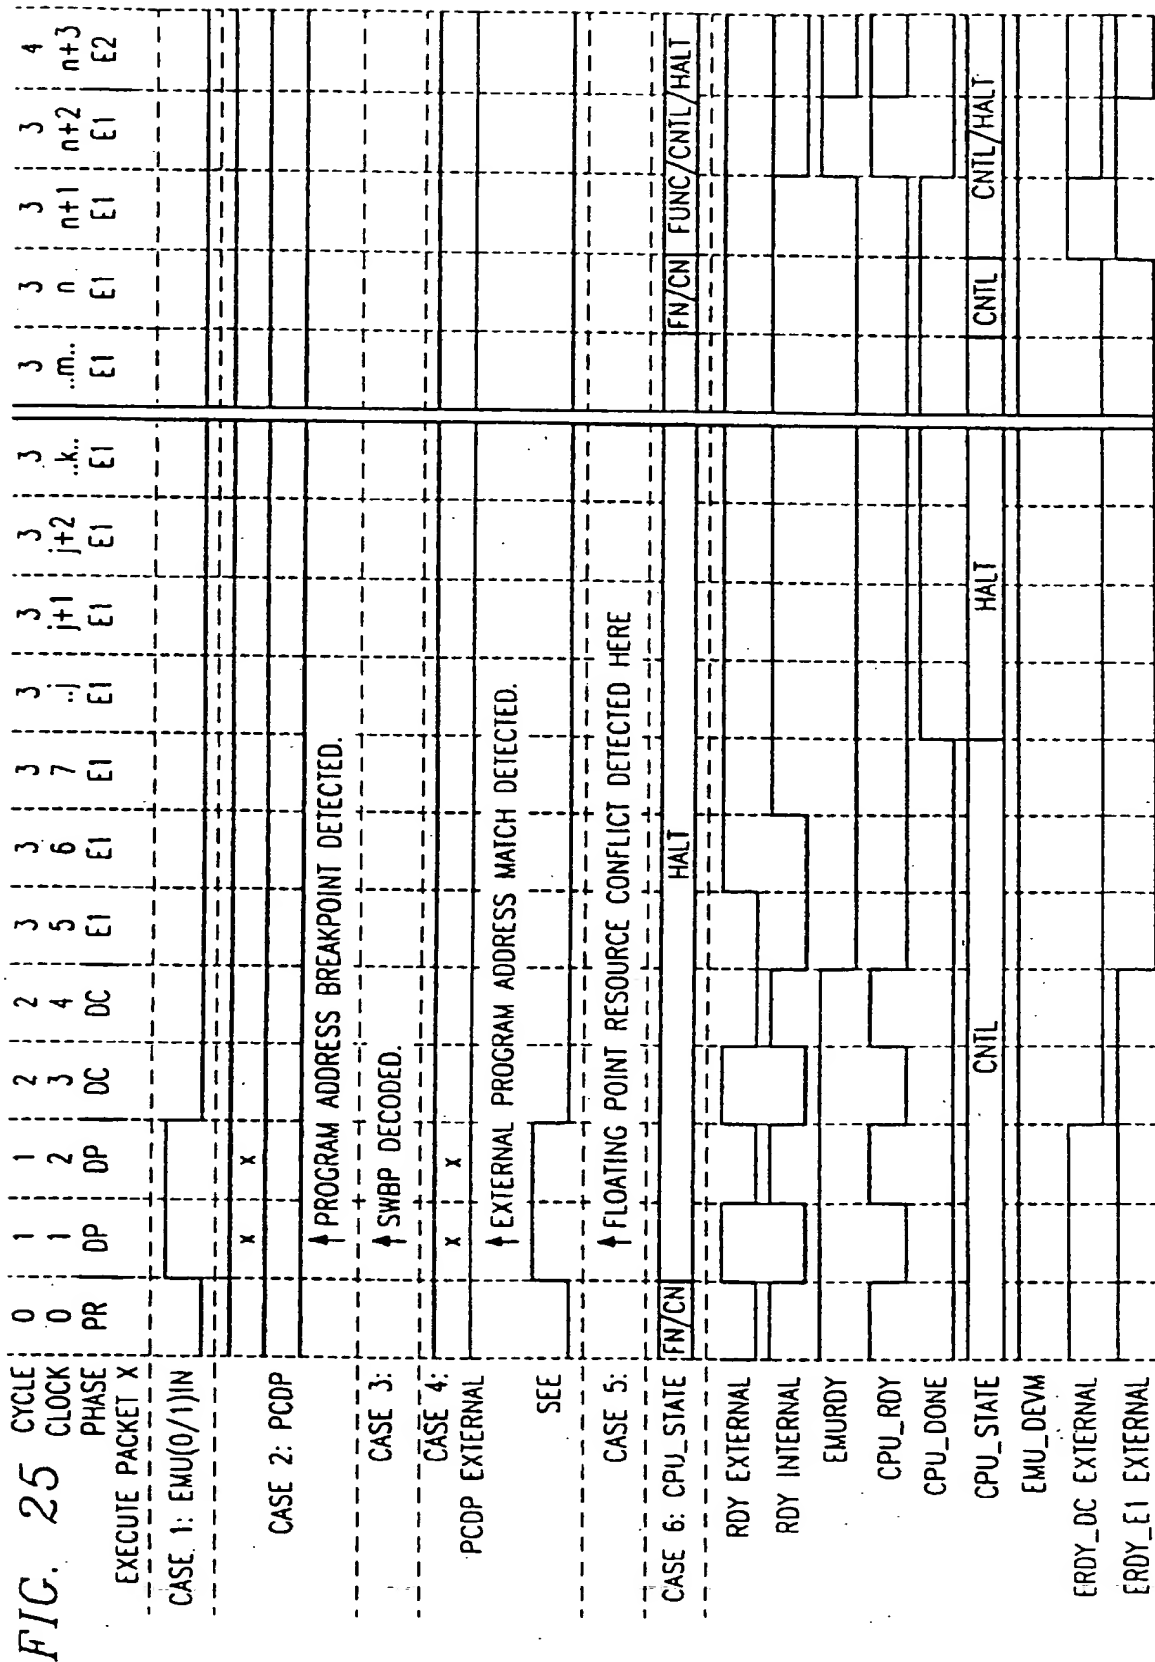 FIG. 25
CYCLE 0 1 1 2 2 3 3 3 3 3 3 3 3 3 3 3 4
CLOCK 0 1 2 3 4 5 6 7 ..j j+1 j+2 ..k.. ..m.. n n+1 n+2 n+3
PHASE PR DP DP DC DC E1 E1 E1 E1 E1 E1 E1 E1 E1 E1 E1 E2
EXECUTE PACKET X
CASE 1: EMU(0/1)IN
x x
CASE 2: PCDP
PROGRAM ADDRESS BREAKPOINT DETECTED.
CASE 3: SWBP DECODED.
CASE 4:
PCDP EXTERNAL x x
EXTERNAL PROGRAM ADDRESS MATCH DETECTED.
SEE
CASE 5: FLOATING POINT RESOURCE CONFLICT DETECTED HERE
CASE 6: CPU_STATE FN/CN HALT FN/CN FUNC/CNTL/HALT
RDY EXTERNAL
RDY INTERNAL
EMURDY
CPU_RDY
CPU_DONE
CPU_STATE CNTL HALT CNTL CNTL/HALT
EMU_DEVM
ERDY_DC EXTERNAL
ERDY_E1 EXTERNAL